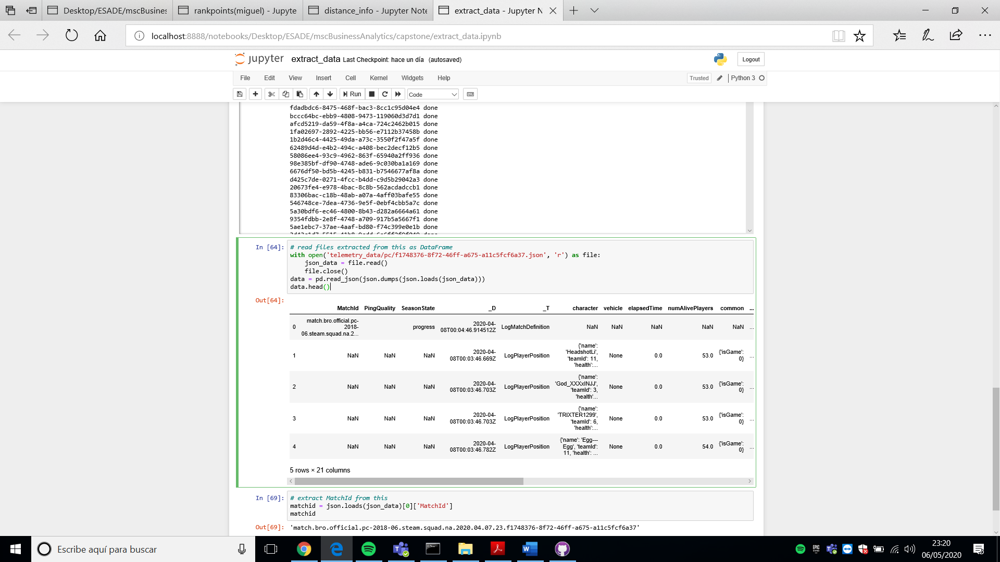 Desktop/ESADE/mscBusines
rankpoints(miguel) - Jupyte
distance_info - Jupyter Note
extract_data - Jupyter N
localhost:8888/notebooks/Desktop/ESADE/mscBusinessAnalytics/capstone/extract_data.ipynb
jupyter extract_data Last Checkpoint: hace un día (autosaved)
Logout
File Edit View Insert Cell Kernel Widgets Help
Trusted Python 3
Run Code
fdadbdc6-8475-468f-bac3-8cc1c95d04e4 done
bccc64bc-ebb9-4808-9473-119060d3d7d1 done
afcd5219-da59-4f8a-a4ca-724c2462b015 done
1fa02697-2892-4225-bb56-e7112b37458b done
1b2d46c4-4425-49da-a73c-3550f2f47a5f done
62489d4d-e4b2-494c-a408-bec2decf12b5 done
58086ee4-93c9-4962-863f-65940a2ff936 done
98e385bf-df90-4748-ade6-9c030ba1a169 done
6676df50-bd5b-4245-b831-b7546677af8a done
d425c7de-0271-4fcc-b4dd-c9d5b29042a3 done
20673fe4-e978-4bac-8c8b-562acdadccb1 done
83306bac-c18b-48ab-a07a-4aff03bafe55 done
546748ce-7dea-4736-9e5f-0ebf4cbb5a7c done
5a30bdf6-ec46-4800-8b43-d282a6664a61 done
9354fdbb-2e8f-4748-a709-917b5a5667f1 done
5ae1ebc7-37ae-4aaf-bd80-f74c399e0e1b done
In [64]: # read files extracted from this as DataFrame
with open('telemetry_data/pc/f1748376-8f72-46ff-a675-a11c5fcf6a37.json', 'r') as file:
json_data = file.read()
file.close()
data = pd.read_json(json.dumps(json.loads(json_data)))
data.head()
Out[64]:
MatchId PingQuality SeasonState _D _T character vehicle elapsedTime numAlivePlayers common ...
0 match.bro.official.pc-2018-06.steam.squad.na.2... progress 2020-04-08T00:04:46.914512Z LogMatchDefinition NaN NaN NaN NaN NaN ...
1 NaN NaN NaN 2020-04-08T00:03:46.669Z LogPlayerPosition {'name': 'HeadshotLi', 'teamId': 11, 'health':... None 0.0 53.0 {'isGame': 0} ...
2 NaN NaN NaN 2020-04-08T00:03:46.703Z LogPlayerPosition {'name': 'God_XXXxINJJ', 'teamId': 3, 'health'... None 0.0 53.0 {'isGame': 0} ...
3 NaN NaN NaN 2020-04-08T00:03:46.703Z LogPlayerPosition {'name': 'TRIXTER1299', 'teamId': 6, 'health':... None 0.0 53.0 {'isGame': 0} ...
4 NaN NaN NaN 2020-04-08T00:03:46.782Z LogPlayerPosition {'name': 'Egg---Egg', 'teamId': 11, 'health': ... None 0.0 54.0 {'isGame': 0} ...
5 rows × 21 columns
In [69]: # extract MatchId from this
matchid = json.loads(json_data)[0]['MatchId']
matchid
Out[69]: 'match.bro.official.pc-2018-06.steam.squad.na.2020.04.07.23.f1748376-8f72-46ff-a675-a11c5fcf6a37'
Escribe aquí para buscar
23:20
06/05/2020